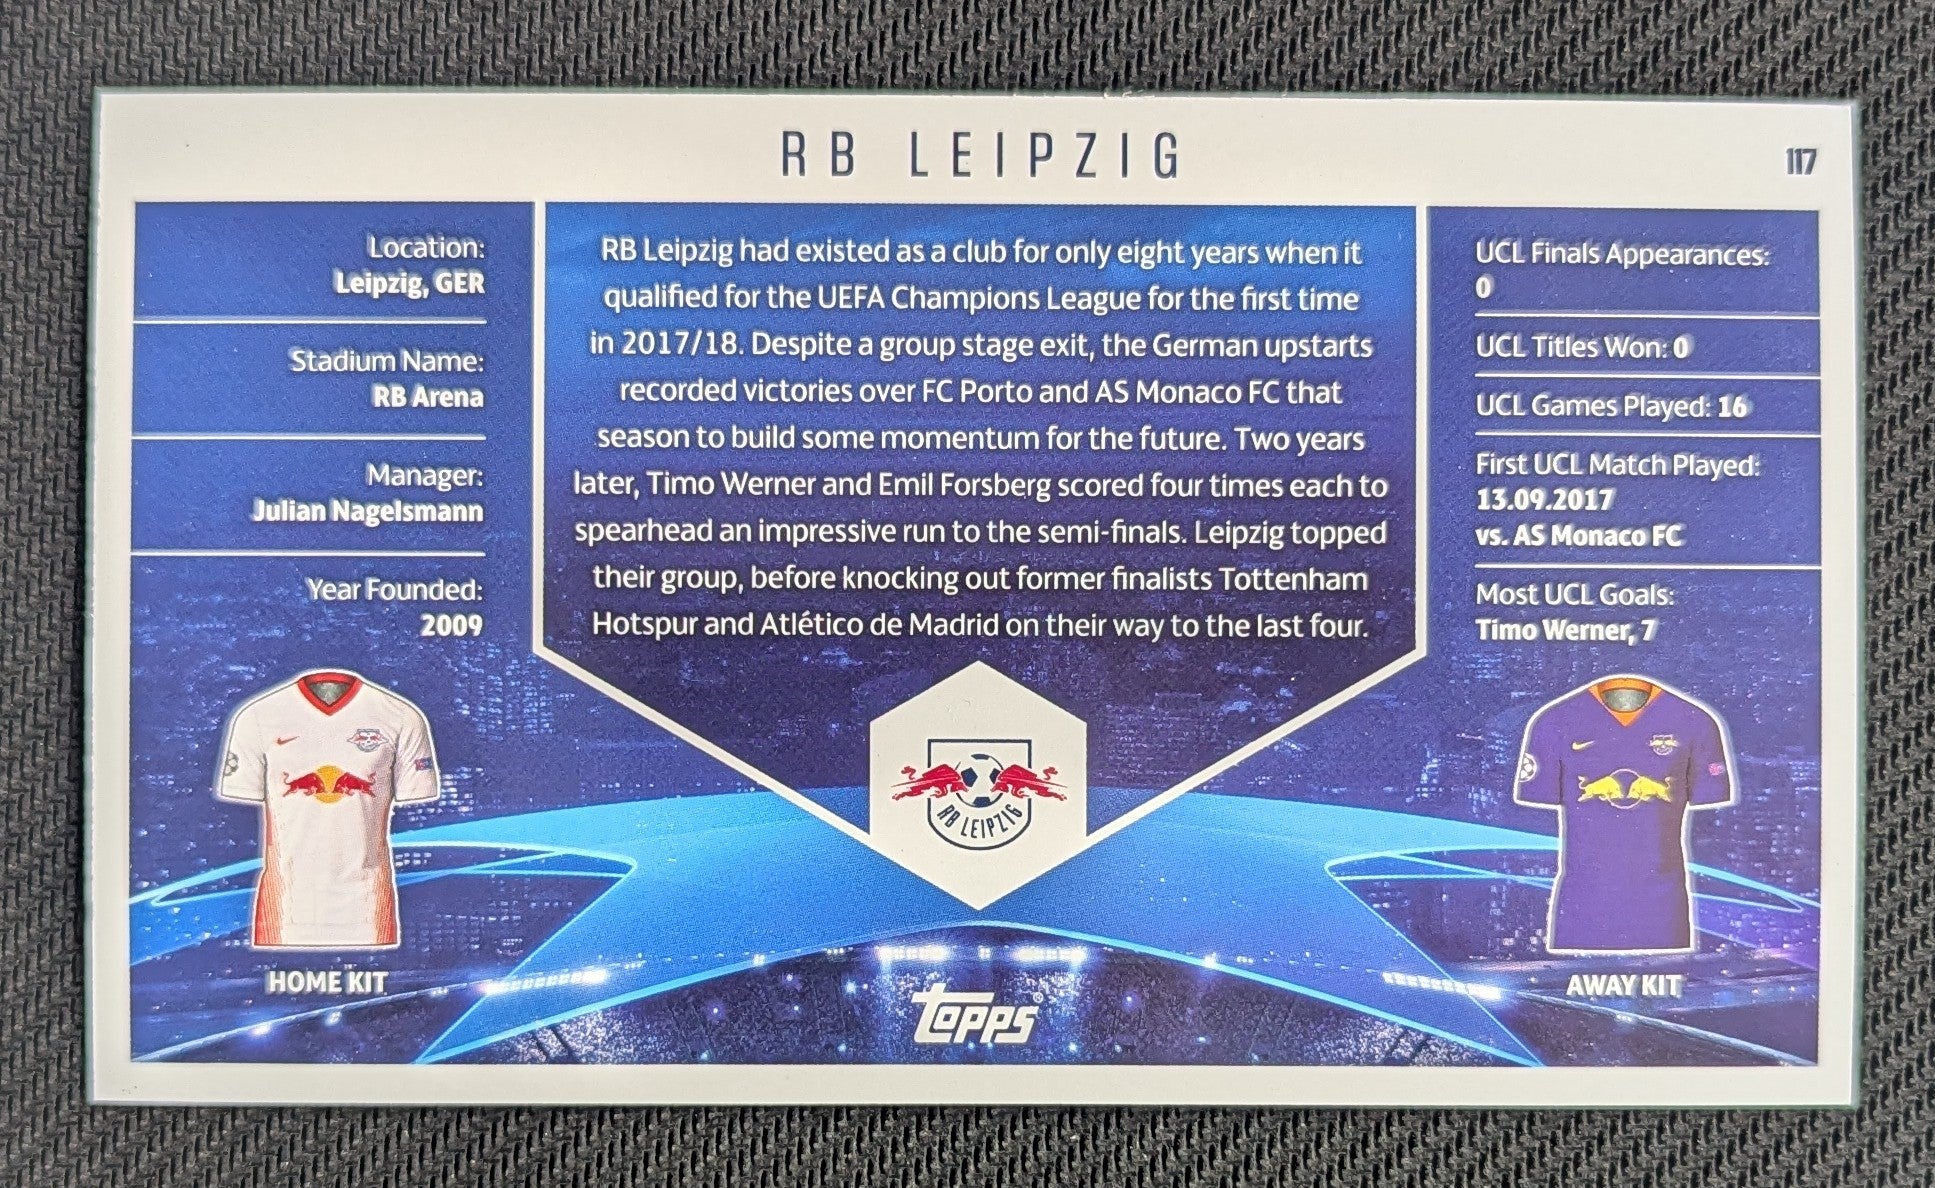 RB LEIPZIG
117
Location:
Leipzig, GER
Stadium Name:
RB Arena
Manager:
Julian Nagelsmann
Year Founded:
2009
RB Leipzig had existed as a club for only eight years when it
qualified for the UEFA Champions League for the first time
in 2017/18. Despite a group stage exit, the German upstarts
recorded victories over FC Porto and AS Monaco FC that
season to build some momentum for the future. Two years
later, Timo Werner and Emil Forsberg scored four times each to
spearhead an impressive run to the semi-finals. Leipzig topped
their group, before knocking out former finalists Tottenham
Hotspur and Atlético de Madrid on their way to the last four.
UCL Finals Appearances:
0
UCL Titles Won: 0
UCL Games Played: 16
First UCL Match Played:
13.09.2017
vs. AS Monaco FC
Most UCL Goals:
Timo Werner, 7
RB LEIPZIG
HOME KIT
AWAY KIT
topps®